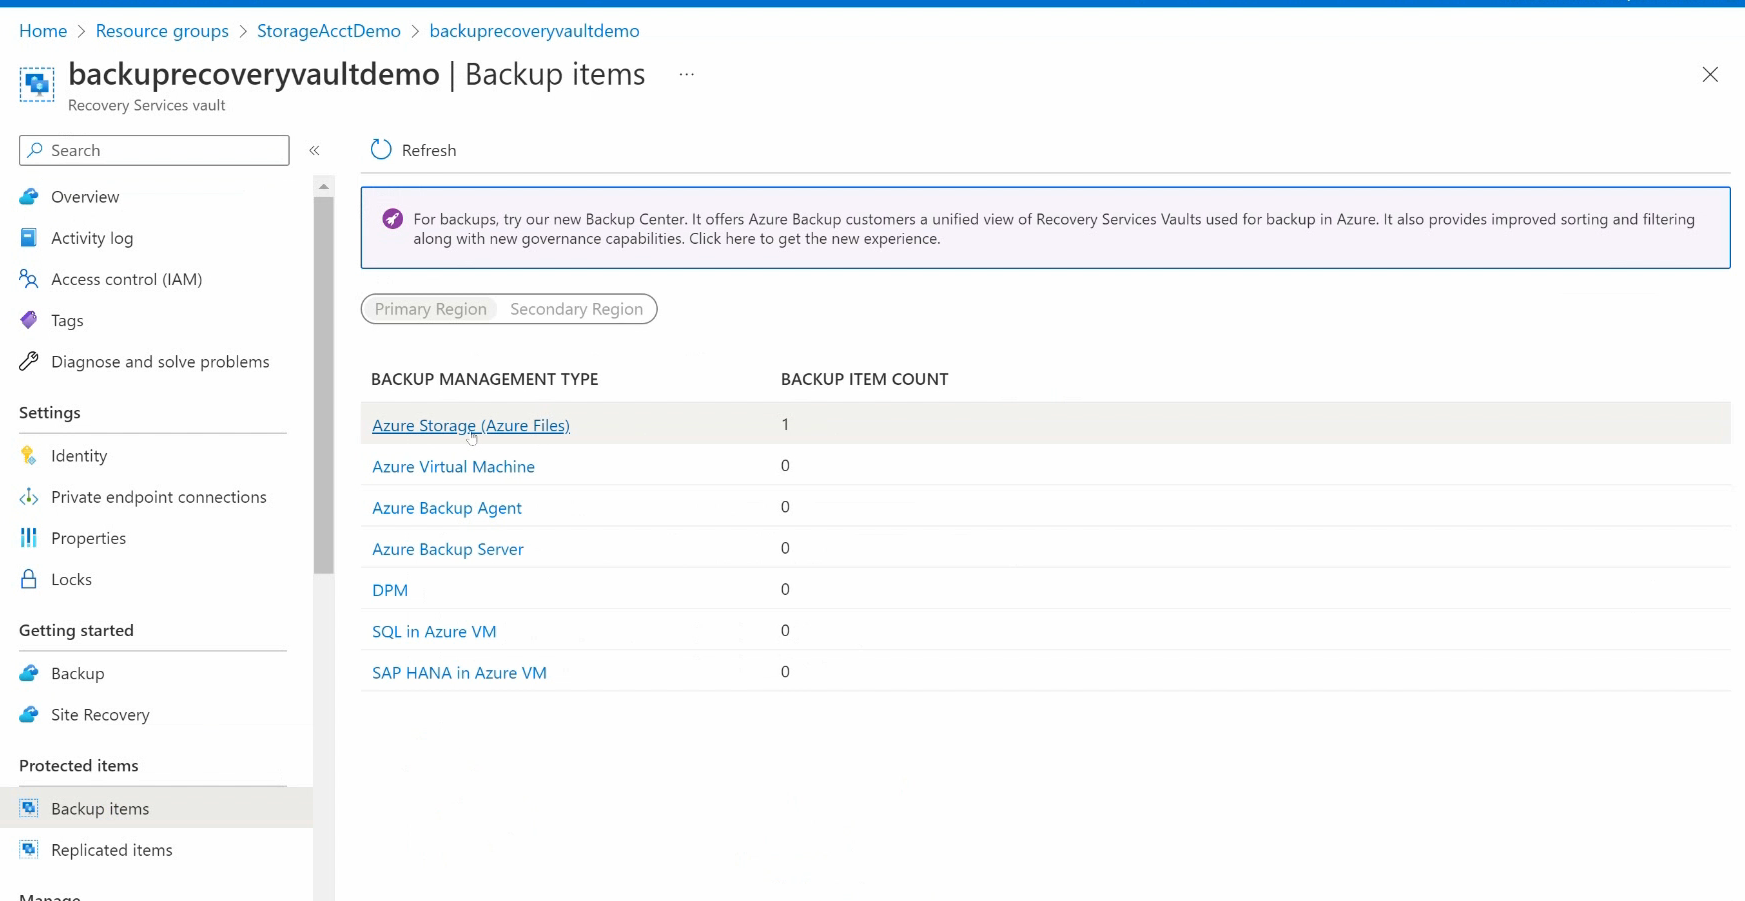 Home > Resource groups > StorageAcctDemo > backuprecoveryvaultdemo
backuprecoveryvaultdemo | Backup items ...
Recovery Services vault
Search «
Overview
Activity log
Access control (IAM)
Tags
Diagnose and solve problems
Settings
Identity
Private endpoint connections
Properties
Locks
Getting started
Backup
Site Recovery
Protected items
Backup items
Replicated items
Manage
Refresh
For backups, try our new Backup Center. It offers Azure Backup customers a unified view of Recovery Services Vaults used for backup in Azure. It also provides improved sorting and filtering
along with new governance capabilities. Click here to get the new experience.
Primary Region Secondary Region
BACKUP MANAGEMENT TYPE BACKUP ITEM COUNT
Azure Storage (Azure Files) 1
Azure Virtual Machine 0
Azure Backup Agent 0
Azure Backup Server 0
DPM 0
SQL in Azure VM 0
SAP HANA in Azure VM 0